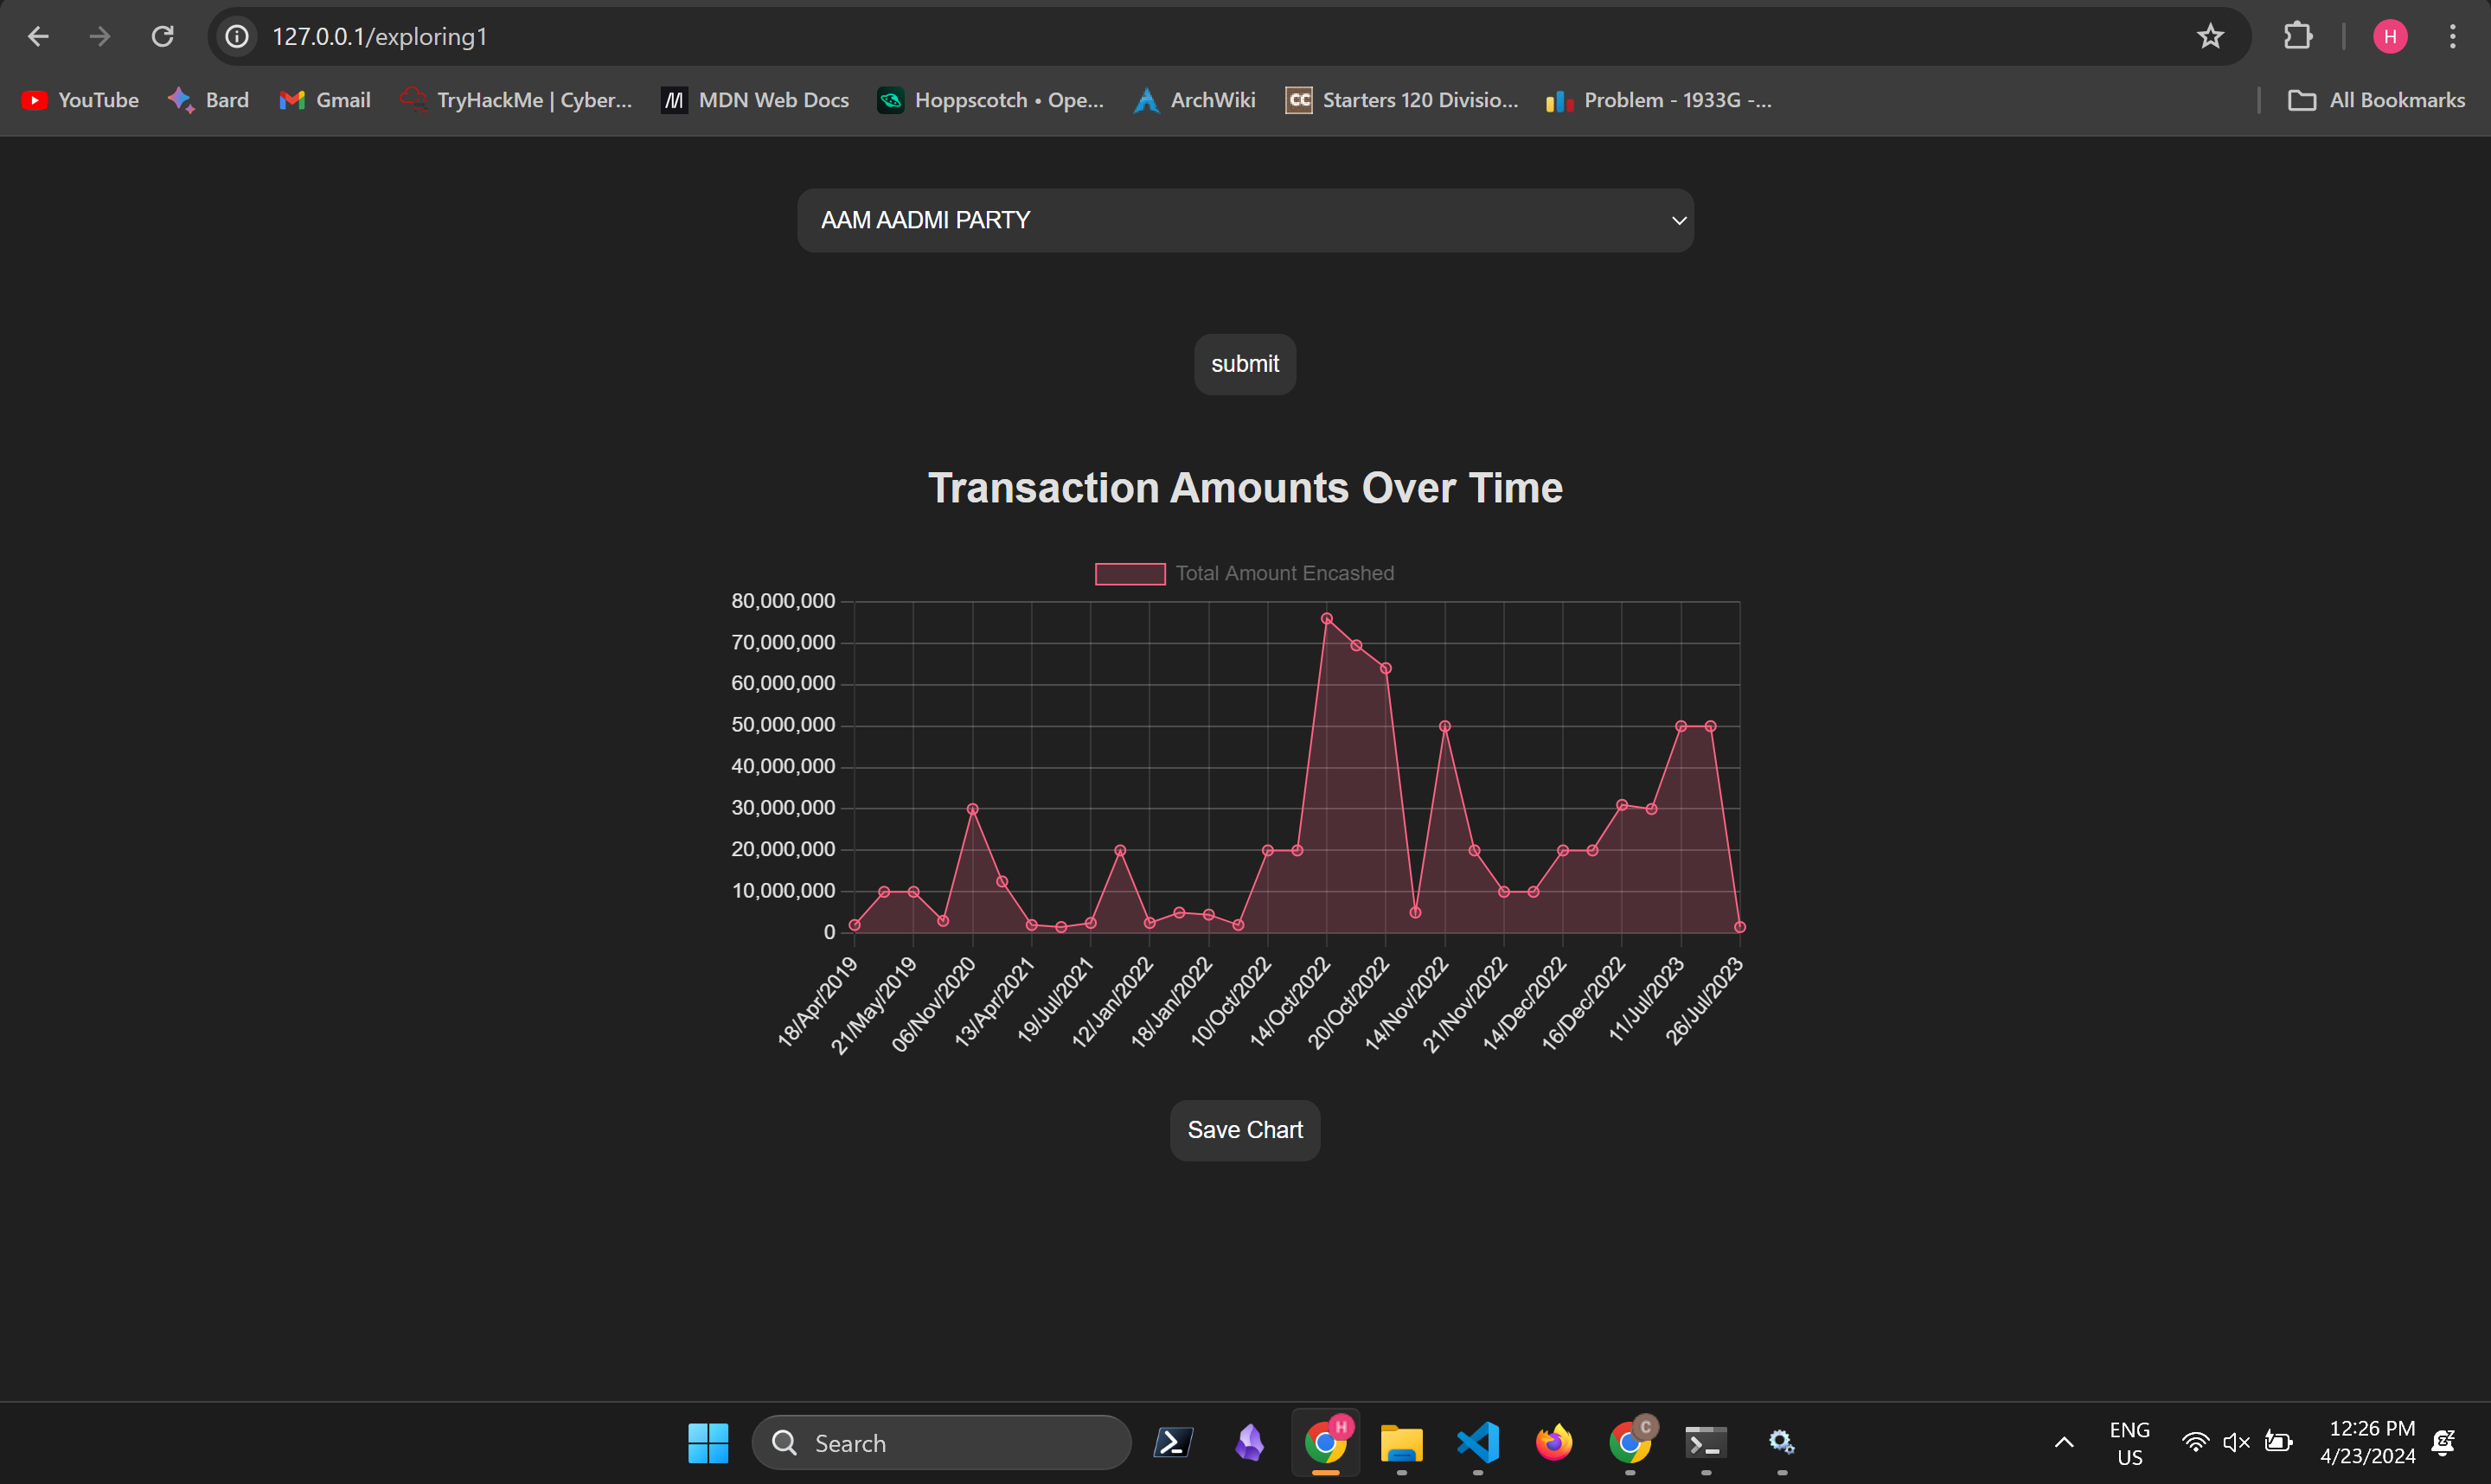 127.0.0.1/exploring1
H
YouTube
Bard
Gmail
TryHackMe | Cyber...
MDN Web Docs
Hoppscotch • Ope...
ArchWiki
CC
Starters 120 Divisio...
Problem - 1933G -...
All Bookmarks
AAM AADMI PARTY
submit
Transaction Amounts Over Time
Total Amount Encashed
80,000,000
70,000,000
60,000,000
50,000,000
40,000,000
30,000,000
20,000,000
10,000,000
0
18/Apr/2019
21/May/2019
06/Nov/2020
13/Apr/2021
19/Jul/2021
12/Jan/2022
18/Jan/2022
10/Oct/2022
14/Oct/2022
20/Oct/2022
14/Nov/2022
21/Nov/2022
14/Dec/2022
16/Dec/2022
11/Jul/2023
26/Jul/2023
Save Chart
Search
H
C
ENG
US
12:26 PM
4/23/2024